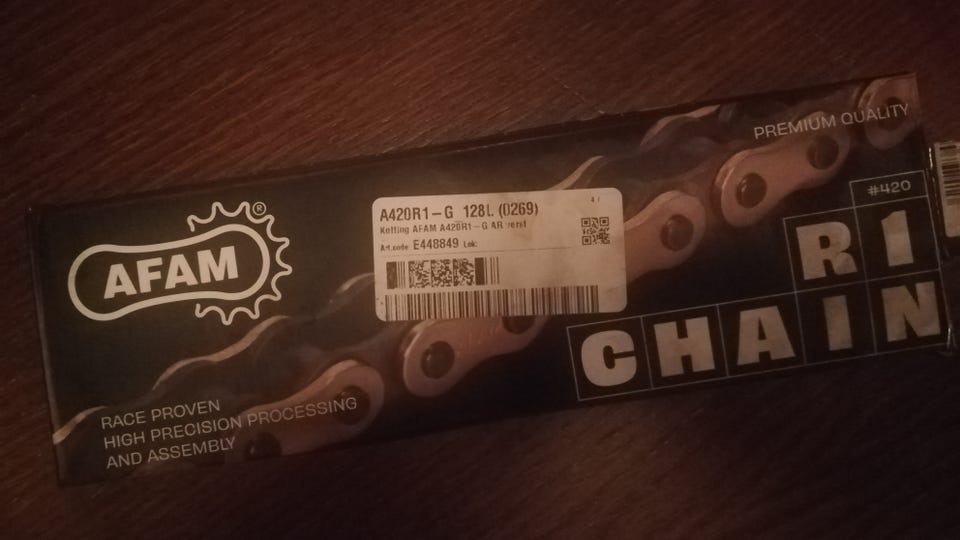 AFAM®
A420R1-G 128L (0269)
Ketting AFAM A420R1-G AR verst
Art.code E448849 Lok:
PREMIUM QUALITY
#420
R1
CHAIN
RACE PROVEN
HIGH PRECISION PROCESSING
AND ASSEMBLY